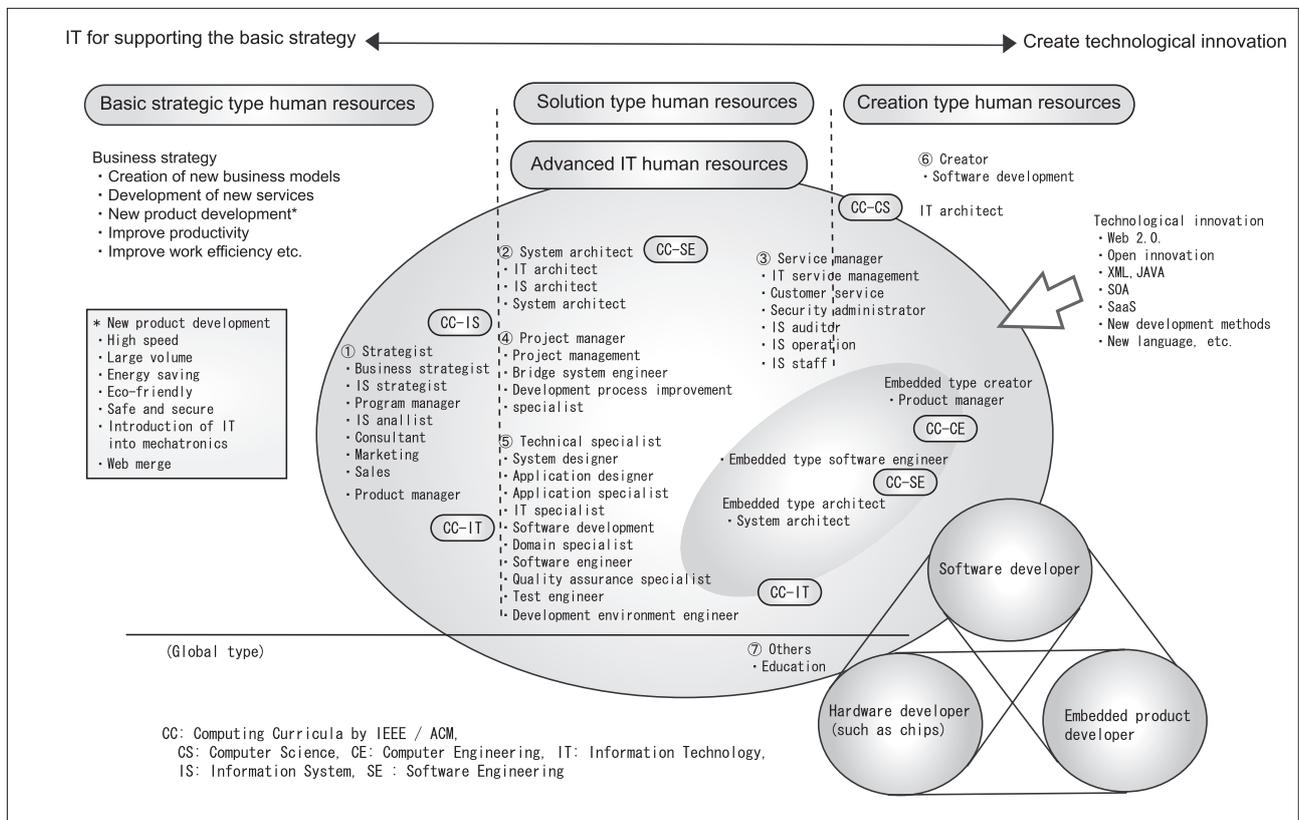 IT for supporting the basic strategy
Create technological innovation
Basic strategic type human resources
Solution type human resources
Creation type human resources
Advanced IT human resources
Business strategy
・Creation of new business models
・Development of new services
・New product development*
・Improve productivity
・Improve work efficiency etc.
* New product development
・High speed
・Large volume
・Energy saving
・Eco-friendly
・Safe and secure
・Introduction of IT
into mechatronics
・Web merge
CC-IS
① Strategist
・Business strategist
・IS strategist
・Program manager
・IS anallist
・Consultant
・Marketing
・Sales
・Product manager
CC-IT
② System architect
CC-SE
・IT architect
・IS architect
・System architect
④ Project manager
・Project management
・Bridge system engineer
・Development process improvement
・specialist
⑤ Technical specialist
・System designer
・Application designer
・Application specialist
・IT specialist
・Software development
・Domain specialist
・Software engineer
・Quality assurance specialist
・Test engineer
・Development environment engineer
③ Service manager
・IT service management
・Customer service
・Security administrator
・IS auditor
・IS operation
・IS staff
⑥ Creator
・Software development
CC-CS
IT architect
Technological innovation
・Web 2.0.
・Open innovation
・XML, JAVA
・SOA
・SaaS
・New development methods
・New language, etc.
Embedded type creator
・Product manager
CC-CE
・Embedded type software engineer
CC-SE
Embedded type architect
・System architect
CC-IT
(Global type)
⑦ Others
・Education
Software developer
Hardware developer
(such as chips)
Embedded product
developer
CC: Computing Curricula by IEEE / ACM,
CS: Computer Science, CE: Computer Engineering, IT: Information Technology,
IS: Information System, SE : Software Engineering